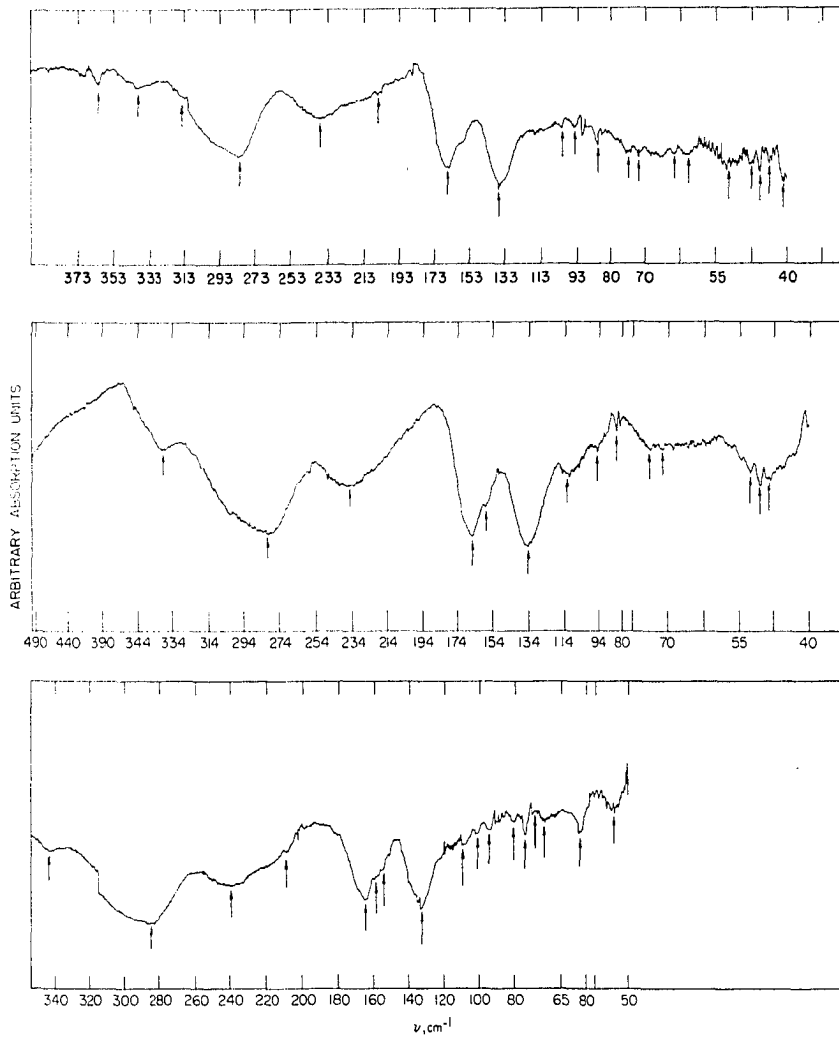 373 353 333 313 293 273 253 233 213 193 173 153 133 113 93 80 70 55 40
ARBITRARY ABSORPTION UNITS
490 440 390 344 334 314 294 274 254 234 214 194 174 154 134 114 94 80 70 55 40
340 320 300 280 260 240 220 200 180 160 140 120 100 80 65 80 50
ν, cm⁻¹